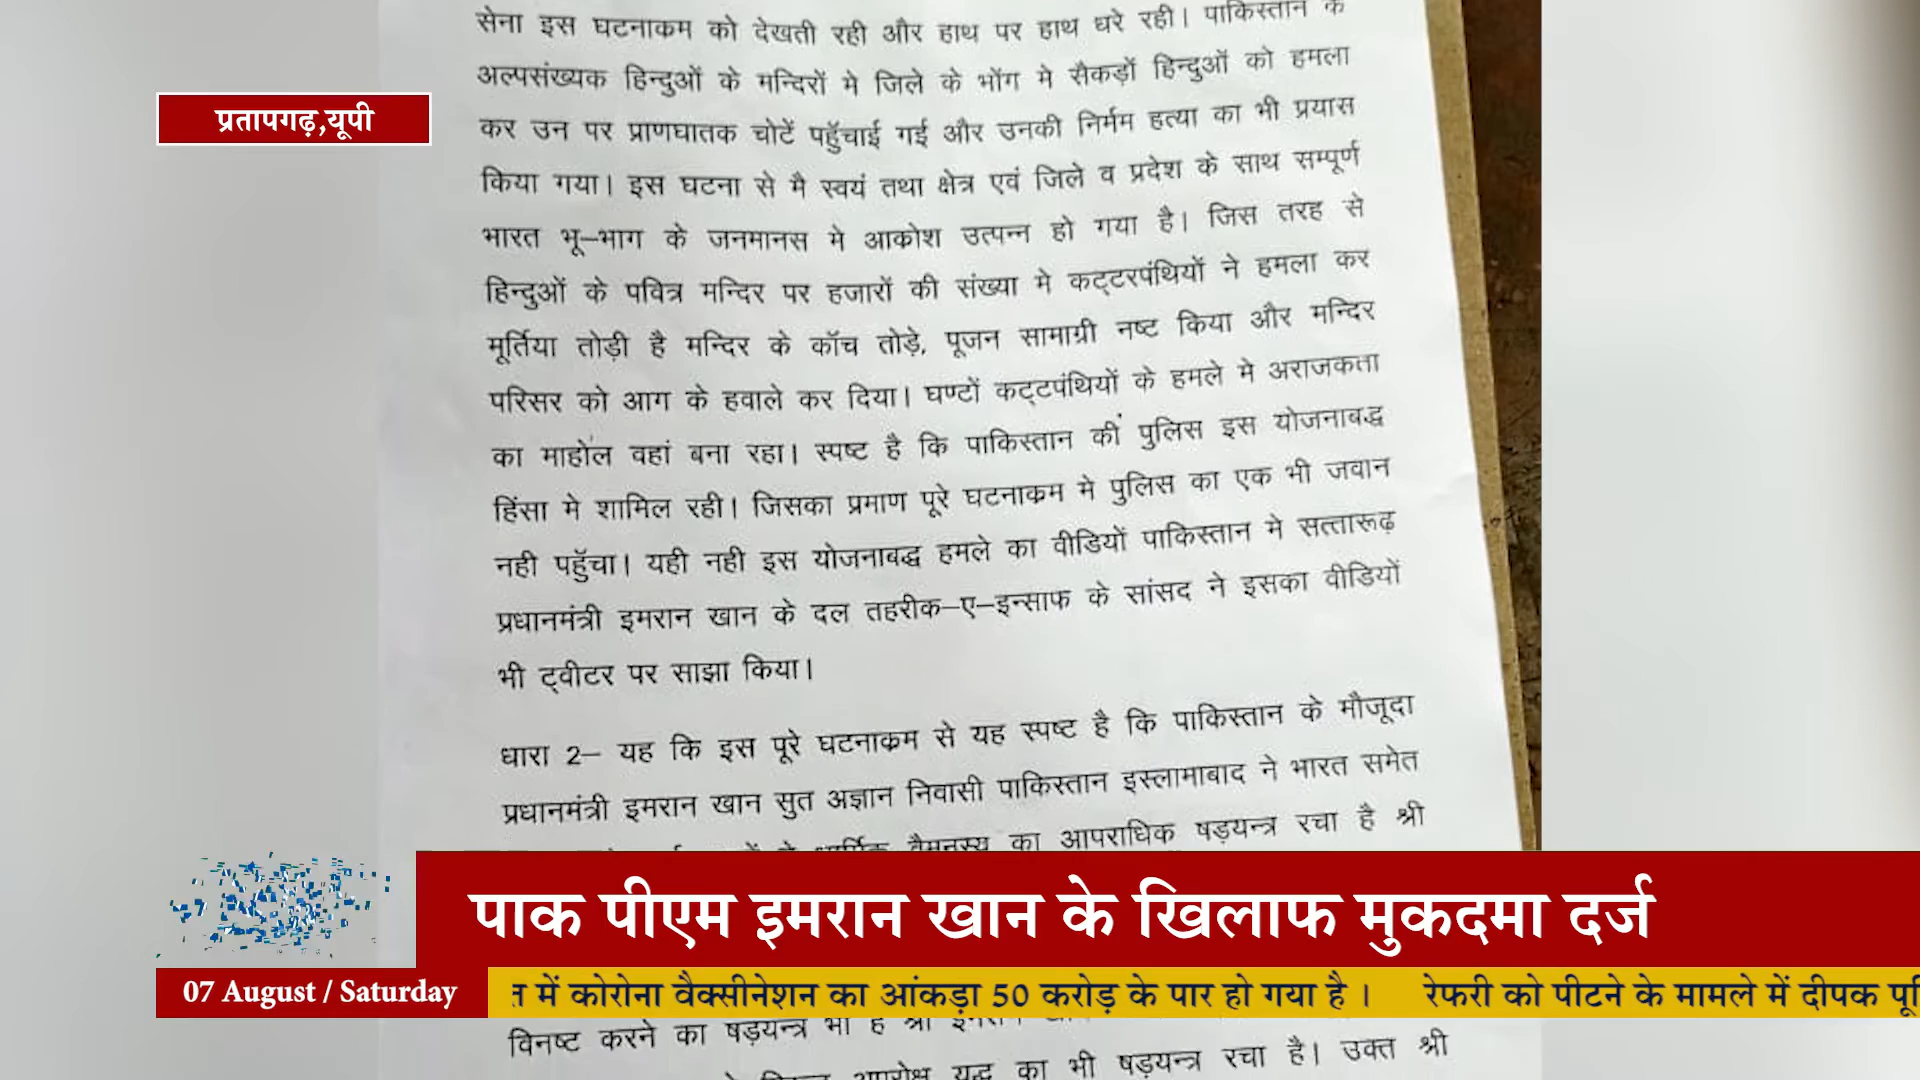 सेना इस घटनाकम को देखती रही और हाथ पर हाथ धरे रही। पाकिस्तान के
अल्पसंख्यक हिन्दुओं के मन्दिरों मे जिले के भोंग मे सैकड़ों हिन्दुओं को हमला
कर उन पर प्राणघातक चोटें पहुॅचाई गई और उनकी निर्मम हत्या का भी प्रयास
किया गया। इस घटना से मै स्वयं तथा क्षेत्र एवं जिले व प्रदेश के साथ सम्पूर्ण
भारत भू–भाग के जनमानस मे आकोश उत्पन्न हो गया है। जिस तरह से
हिन्दुओं के पवित्र मन्दिर पर हजारों की संख्या मे कट्टरपंथियों ने हमला कर
मूर्तिया तोड़ी है मन्दिर के कॉच तोड़े, पूजन सामाग्री नष्ट किया और मन्दिर
परिसर को आग के हवाले कर दिया। घण्टों कट्टपंथियों के हमले मे अराजकता
का माहोल वहां बना रहा। स्पष्ट है कि पाकिस्तान की पुलिस इस योजनाबद्ध
हिंसा मे शामिल रही। जिसका प्रमाण पूरे घटनाकम मे पुलिस का एक भी जवान
नही पहुॅचा। यही नही इस योजनाबद्ध हमले का वीडियों पाकिस्तान मे सत्तारूढ़
प्रधानमंत्री इमरान खान के दल तहरीक–ए–इन्साफ के सांसद ने इसका वीडियों
भी ट्वीटर पर साझा किया।
धारा 2– यह कि इस पूरे घटनाकम से यह स्पष्ट है कि पाकिस्तान के मौजूदा
प्रधानमंत्री इमरान खान सुत अज्ञान निवासी पाकिस्तान इस्लामाबाद ने भारत समेत
धार्मिक वैमनस्य का आपराधिक षड़यन्त्र रचा है श्री
विनष्ट करने का षड़यन्त्र भी है श्री
अपरोक्ष युद्ध का भी षड़यन्त्र रचा है। उक्त श्री
प्रतापगढ़,यूपी
पाक पीएम इमरान खान के खिलाफ मुकदमा दर्ज
07 August / Saturday
में कोरोना वैक्सीनेशन का आंकड़ा 50 करोड़ के पार हो गया है। रेफरी को पीटने के मामले में दीपक